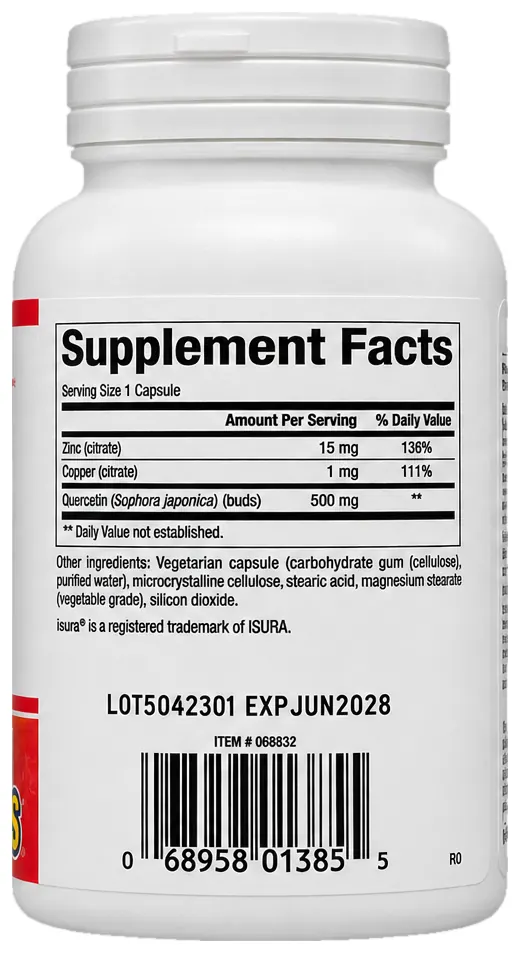 Supplement Facts
Serving Size 1 Capsule
Amount Per Serving % Daily Value
Zinc (citrate) 15 mg 136%
Copper (citrate) 1 mg 111%
Quercetin (Sophora japonica) (buds) 500 mg **
** Daily Value not established.
Other ingredients: Vegetarian capsule (carbohydrate gum (cellulose),
purified water), microcrystalline cellulose, stearic acid, magnesium stearate
(vegetable grade), silicon dioxide.
isura® is a registered trademark of ISURA.
LOT5042301 EXPJUN2028
ITEM # 068832
0 68958 01385 5
R0